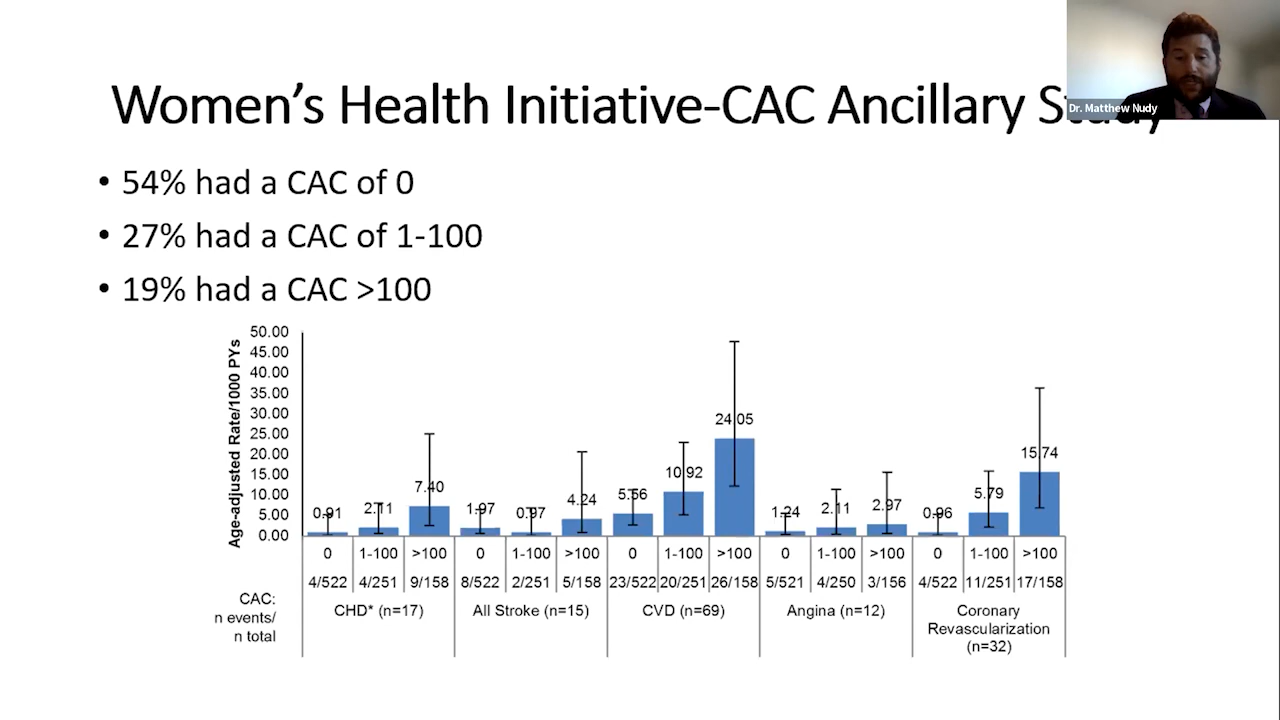 Women's Health Initiative-CAC Ancillary Study
Dr. Matthew Nudy
• 54% had a CAC of 0
• 27% had a CAC of 1-100
• 19% had a CAC >100
Age-adjusted Rate/1000 PYs
50.00
45.00
40.00
35.00
30.00
25.00
20.00
15.00
10.00
5.00
0.00
0.91 2.11 7.40 1.97 0.97 4.24 5.56 10.92 24.05 1.24 2.11 2.97 0.96 5.79 15.74
0 1-100 >100 0 1-100 >100 0 1-100 >100 0 1-100 >100 0 1-100 >100
4/522 4/251 9/158 8/522 2/251 5/158 23/522 20/251 26/158 5/521 4/250 3/156 4/522 11/251 17/158
CAC:
n events/
n total
CHD* (n=17) All Stroke (n=15) CVD (n=69) Angina (n=12) Coronary
Revascularization
(n=32)